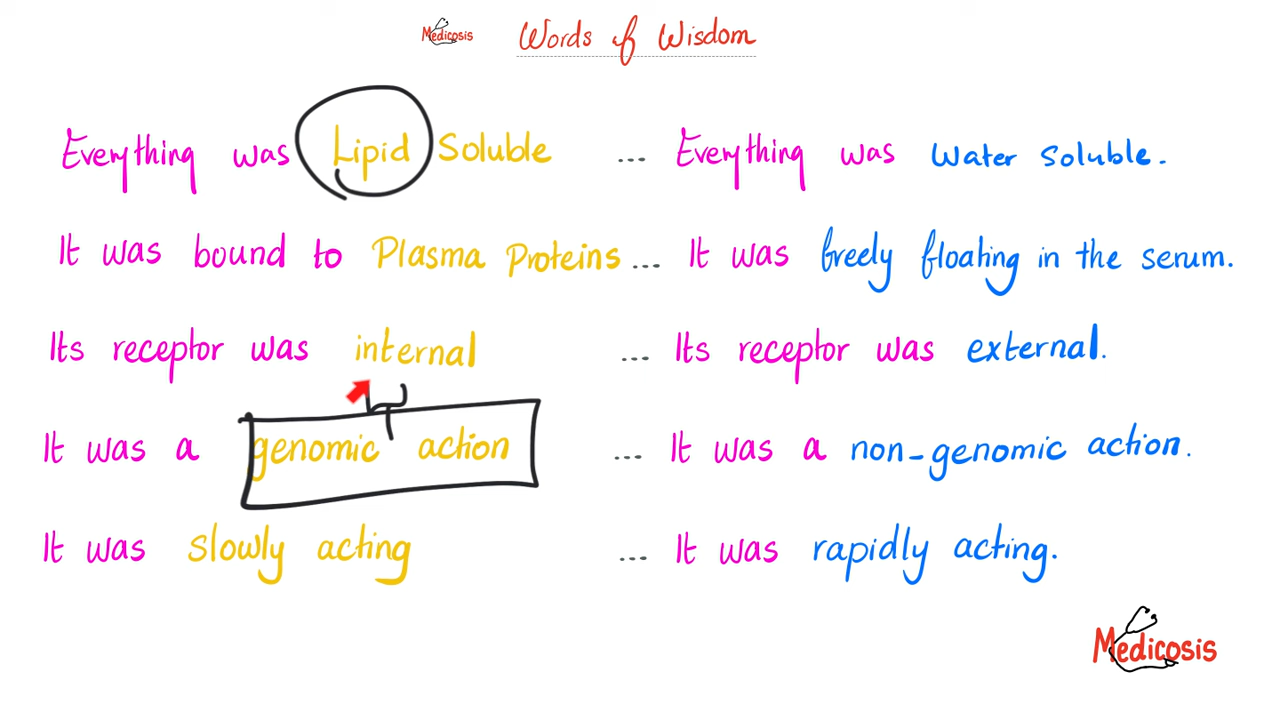 Medicosis Words of Wisdom
Everything was Lipid Soluble ... Everything was water soluble.
It was bound to Plasma Proteins ... It was freely floating in the serum.
Its receptor was internal ... Its receptor was external.
It was a genomic action ... It was a non-genomic action.
It was slowly acting ... It was rapidly acting.
Medicosis